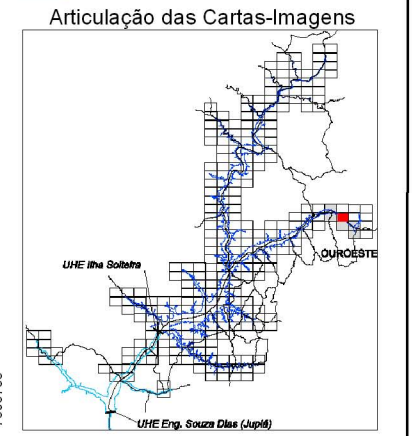 Articulação das Cartas-Imagens
OUROESTE
UHE Ilha Solteira
UHE Eng. Souza Dias (Jupiá)